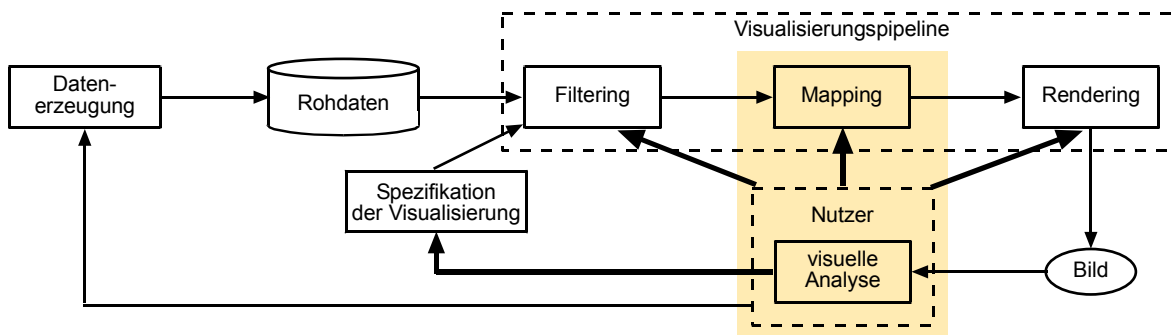 Visualisierungspipeline
Daten-
erzeugung
Rohdaten
Filtering
Mapping
Rendering
Spezifikation
der Visualisierung
Nutzer
visuelle
Analyse
Bild